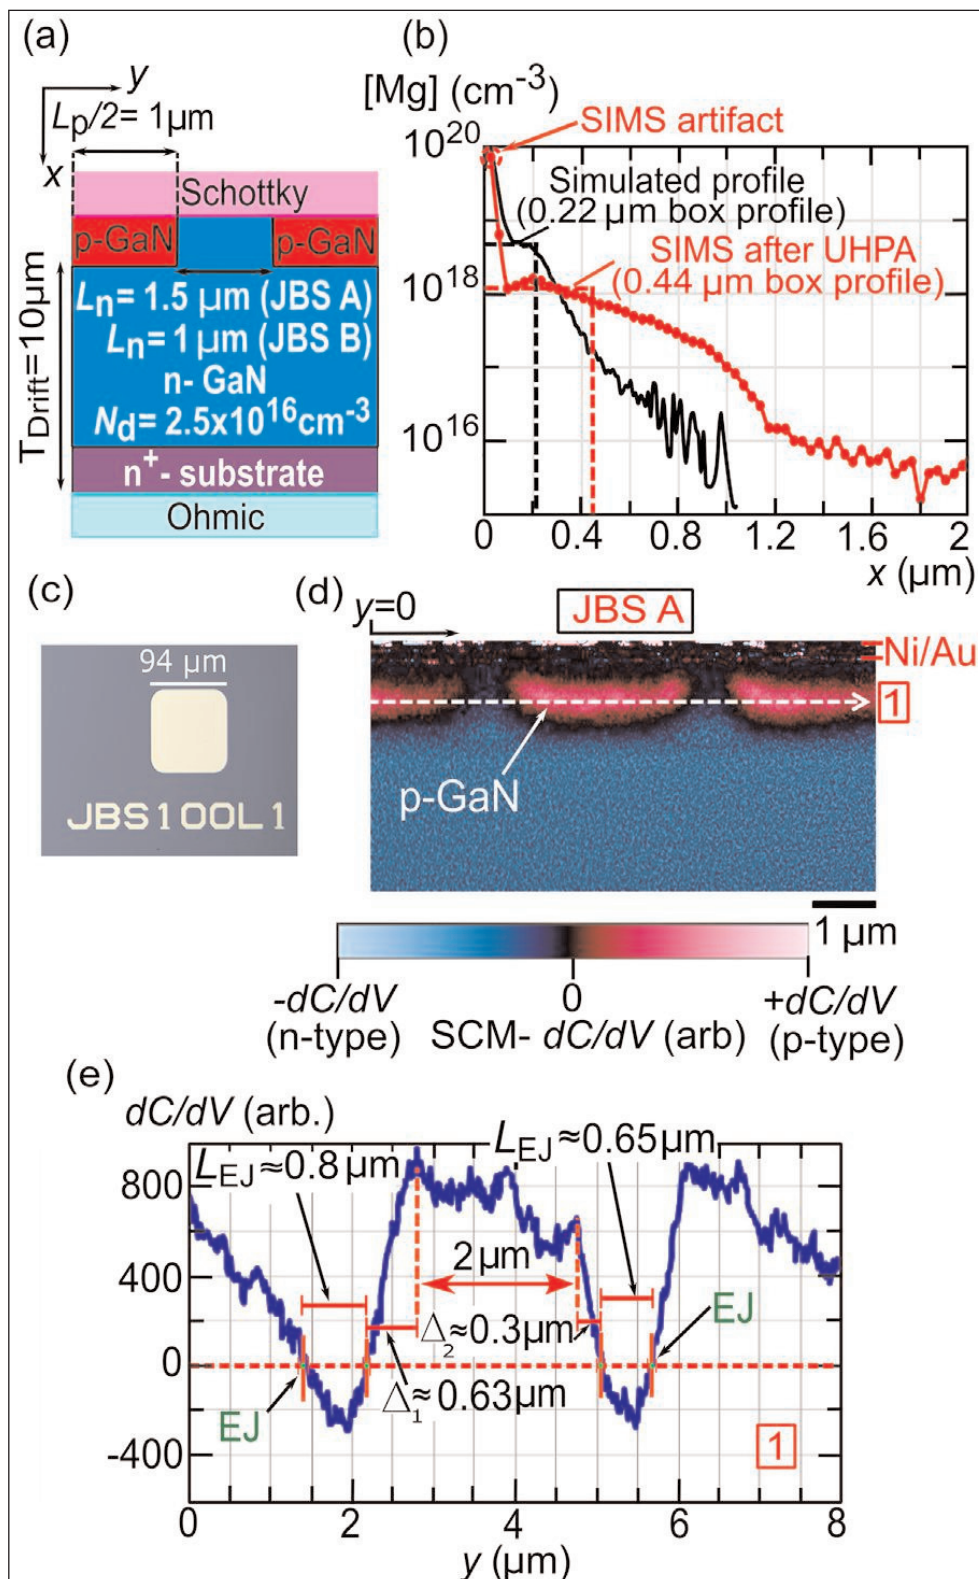 (a)
y
Lp/2= 1µm
x
Schottky
p-GaN
p-GaN
TDrift=10µm
Ln= 1.5 µm (JBS A)
Ln= 1 µm (JBS B)
n- GaN
Nd= 2.5x10^16cm-3
n+- substrate
Ohmic
(b)
[Mg] (cm-3)
SIMS artifact
10^20
Simulated profile
(0.22 µm box profile)
SIMS after UHPA
(0.44 µm box profile)
10^18
10^16
0 0.4 0.8 1.2 1.6 2
x (µm)
(c)
94 µm
JBS100L1
(d)
y=0
JBS A
Ni/Au
1
p-GaN
1 µm
-dC/dV
(n-type)
0
SCM- dC/dV (arb)
+dC/dV
(p-type)
(e)
dC/dV (arb.)
LEJ≈0.8µm
LEJ≈0.65µm
800
2µm
400
EJ
Δ2≈0.3µm
0
Δ1≈0.63µm
EJ
-400
1
0 2 4 6 8
y (µm)